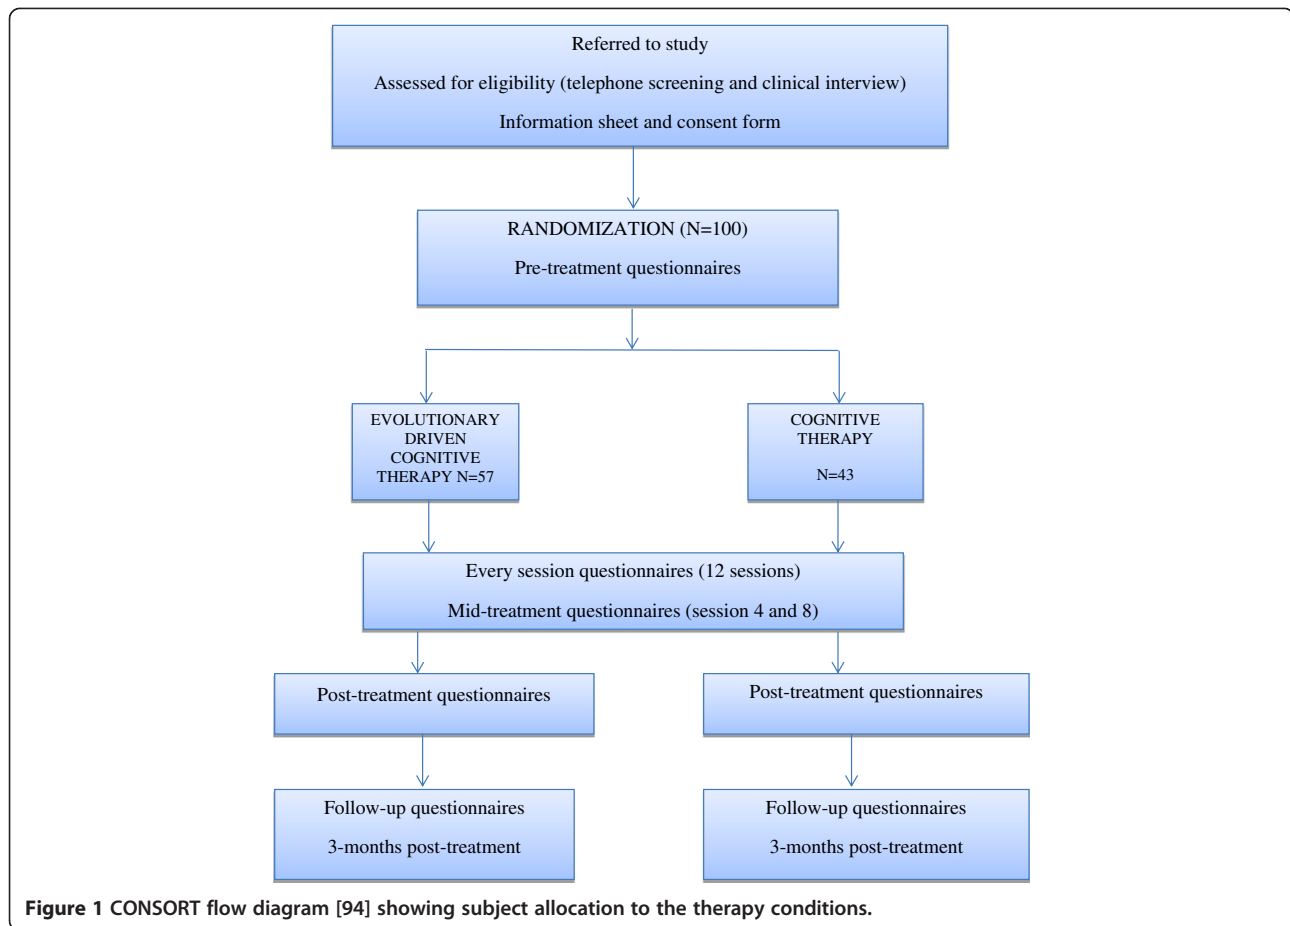 Referred to study
Assessed for eligibility (telephone screening and clinical interview)
Information sheet and consent form
RANDOMIZATION (N=100)
Pre-treatment questionnaires
EVOLUTIONARY
DRIVEN
COGNITIVE
THERAPY N=57
COGNITIVE
THERAPY
N=43
Every session questionnaires (12 sessions)
Mid-treatment questionnaires (session 4 and 8)
Post-treatment questionnaires
Post-treatment questionnaires
Follow-up questionnaires
3-months post-treatment
Follow-up questionnaires
3-months post-treatment
Figure 1 CONSORT flow diagram [94] showing subject allocation to the therapy conditions.